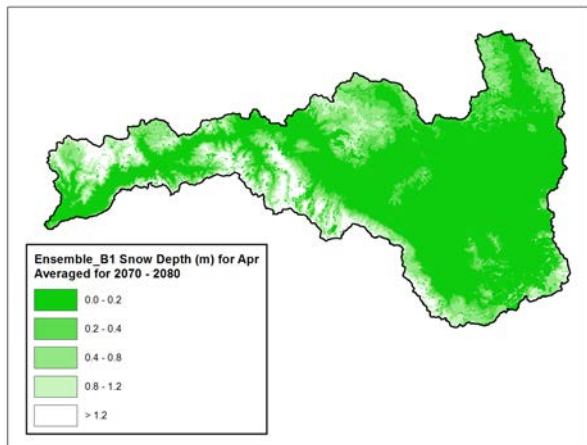 Ensemble_B1 Snow Depth (m) for Apr
Averaged for 2070 - 2080
0.0 - 0.2
0.2 - 0.4
0.4 - 0.8
0.8 - 1.2
> 1.2